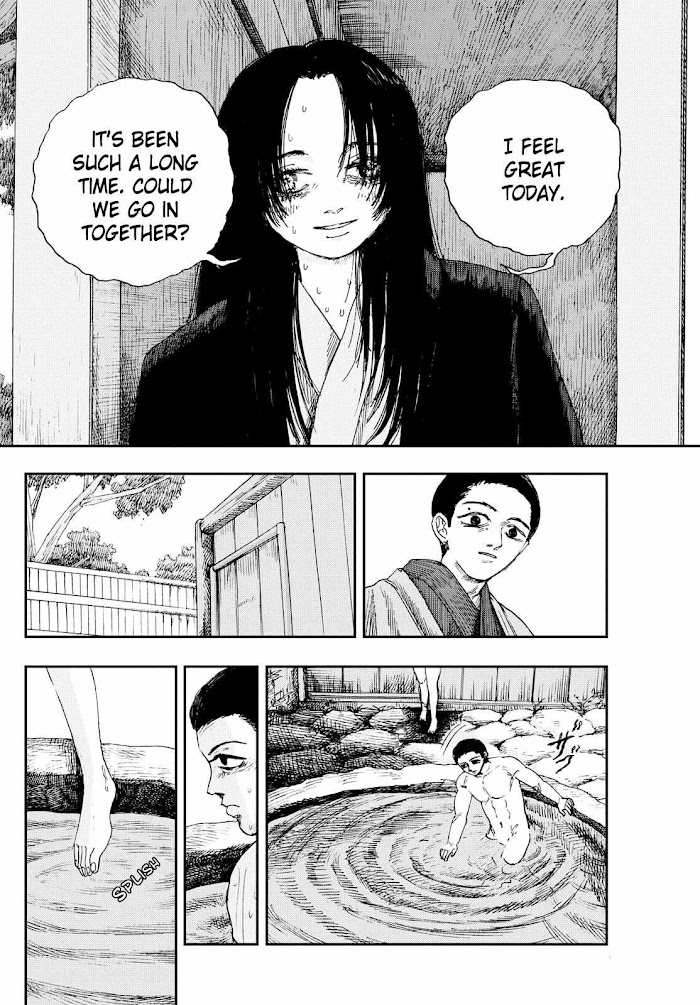 I FEEL
GREAT
TODAY.
IT'S BEEN
SUCH A LONG
TIME. COULD
WE GO IN
TOGETHER?
SPLISH